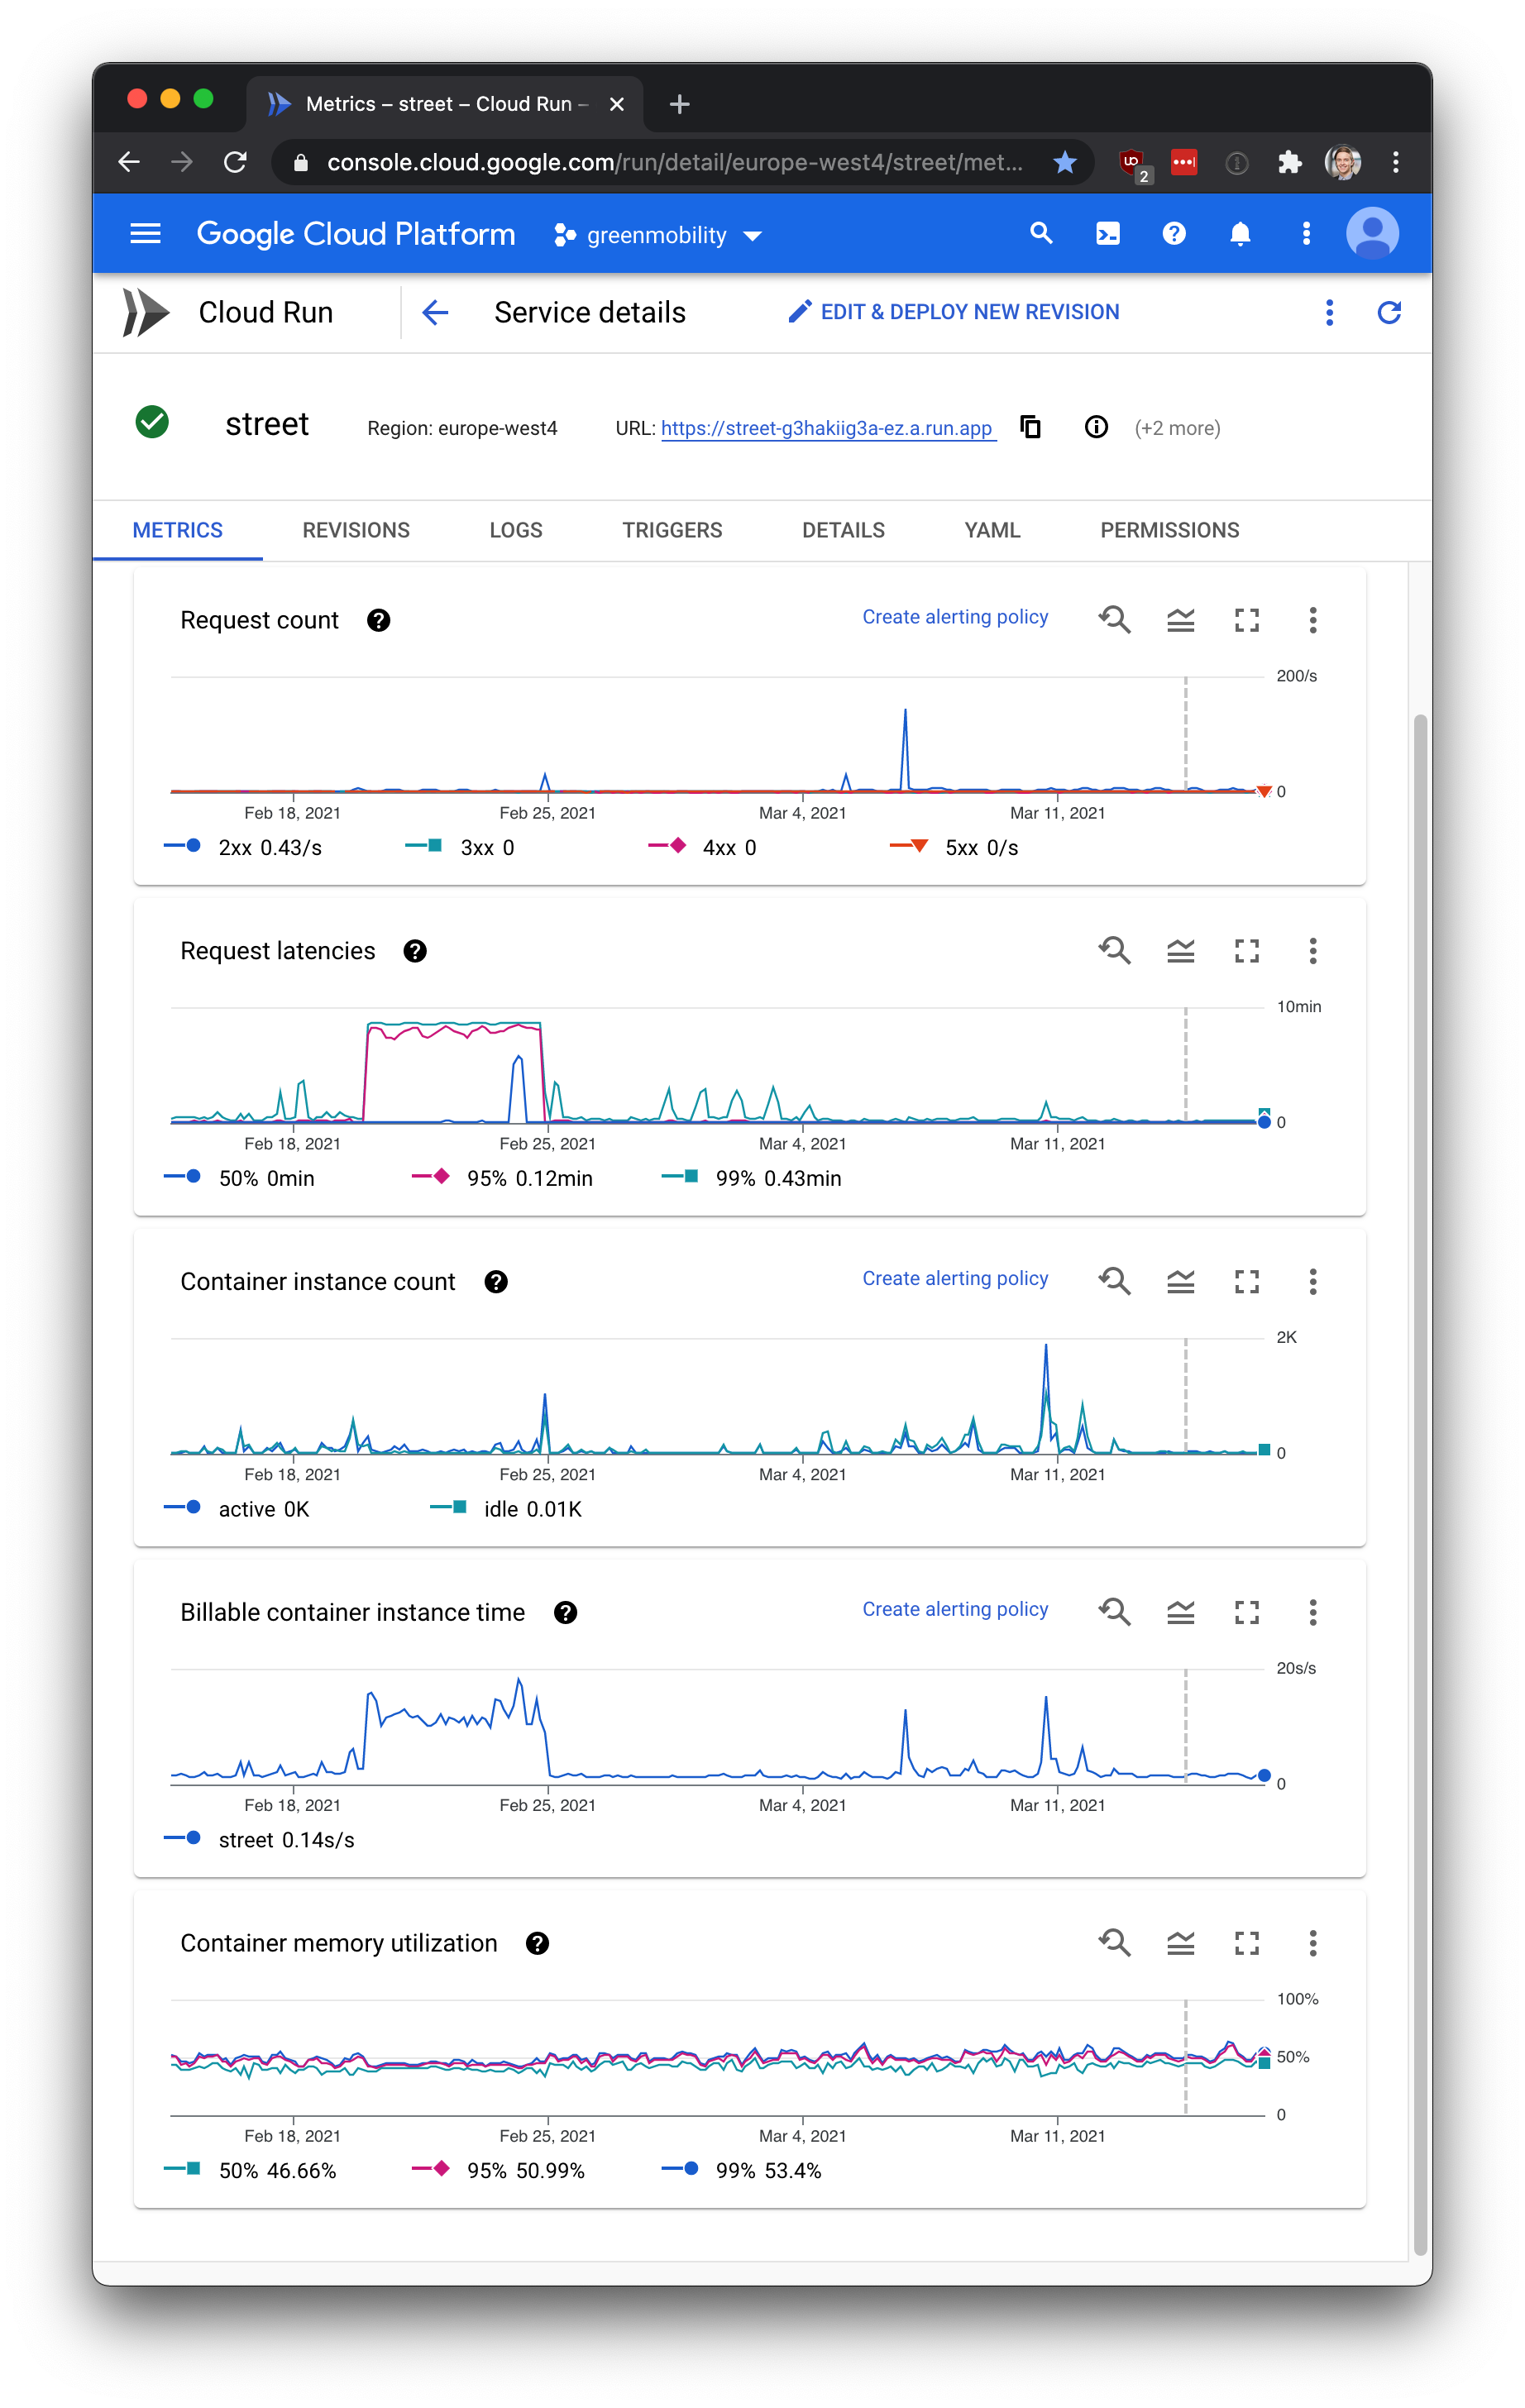 Metrics – street – Cloud Run –
console.cloud.google.com/run/detail/europe-west4/street/met...
2
Google Cloud Platform greenmobility
Cloud Run Service details EDIT & DEPLOY NEW REVISION
street Region: europe-west4 URL: https://street-g3hakiig3a-ez.a.run.app (+2 more)
METRICS REVISIONS LOGS TRIGGERS DETAILS YAML PERMISSIONS
Request count Create alerting policy
200/s
0
Feb 18, 2021 Feb 25, 2021 Mar 4, 2021 Mar 11, 2021
2xx 0.43/s 3xx 0 4xx 0 5xx 0/s
Request latencies
10min
0
Feb 18, 2021 Feb 25, 2021 Mar 4, 2021 Mar 11, 2021
50% 0min 95% 0.12min 99% 0.43min
Container instance count Create alerting policy
2K
0
Feb 18, 2021 Feb 25, 2021 Mar 4, 2021 Mar 11, 2021
active 0K idle 0.01K
Billable container instance time Create alerting policy
20s/s
0
Feb 18, 2021 Feb 25, 2021 Mar 4, 2021 Mar 11, 2021
street 0.14s/s
Container memory utilization
100%
50%
0
Feb 18, 2021 Feb 25, 2021 Mar 4, 2021 Mar 11, 2021
50% 46.66% 95% 50.99% 99% 53.4%